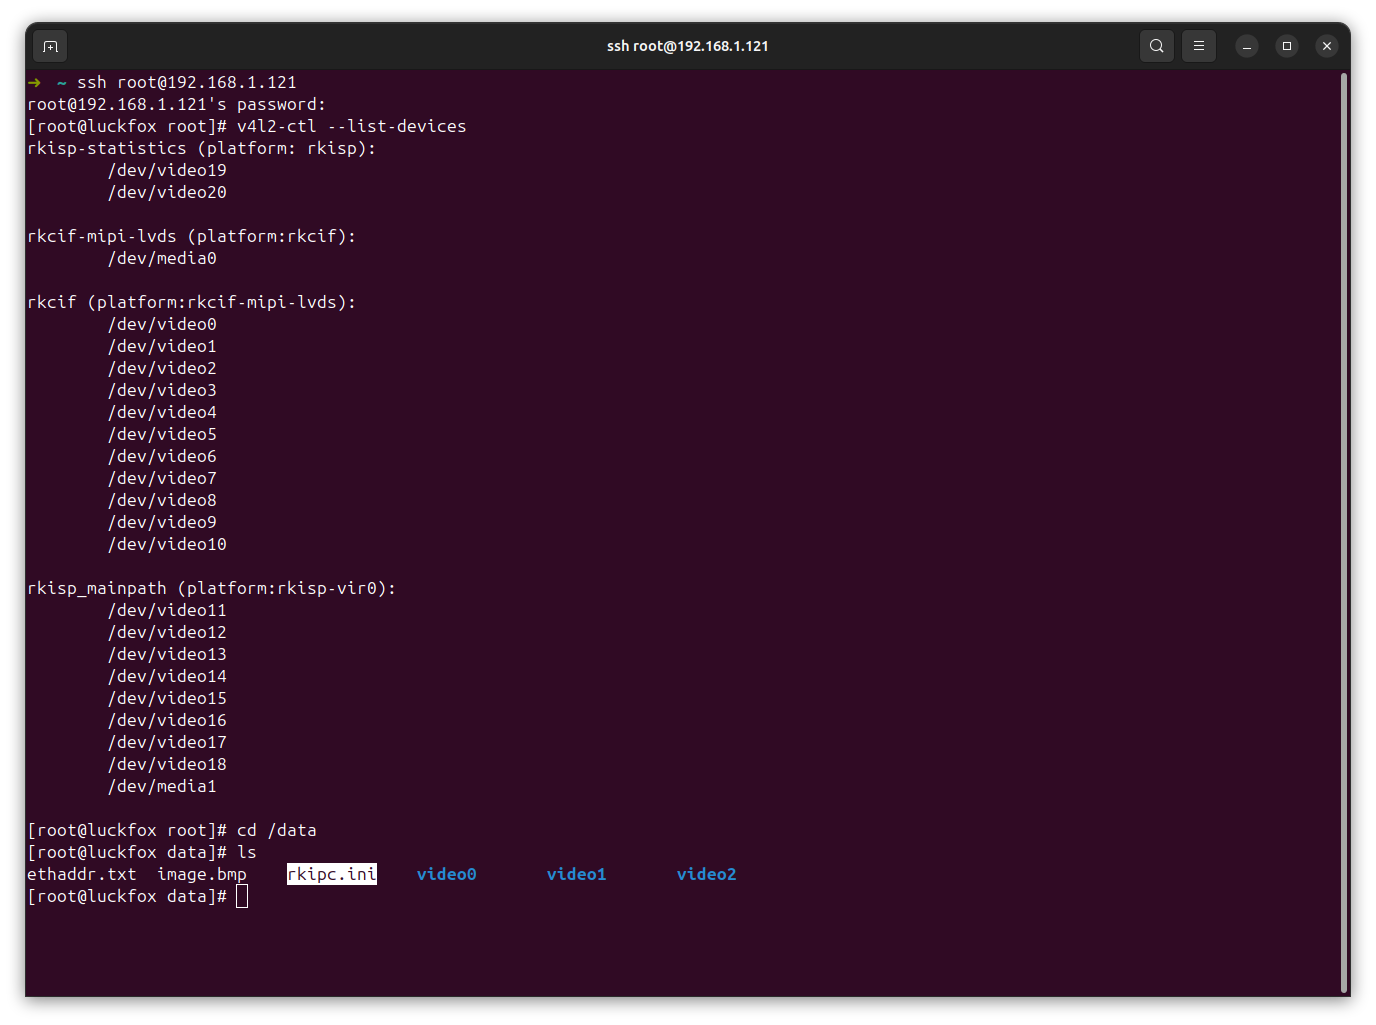 ssh root@192.168.1.121
➜  ~ ssh root@192.168.1.121
root@192.168.1.121's password:
[root@luckfox root]# v4l2-ctl --list-devices
rkisp-statistics (platform: rkisp):
        /dev/video19
        /dev/video20

rkcif-mipi-lvds (platform:rkcif):
        /dev/media0

rkcif (platform:rkcif-mipi-lvds):
        /dev/video0
        /dev/video1
        /dev/video2
        /dev/video3
        /dev/video4
        /dev/video5
        /dev/video6
        /dev/video7
        /dev/video8
        /dev/video9
        /dev/video10

rkisp_mainpath (platform:rkisp-vir0):
        /dev/video11
        /dev/video12
        /dev/video13
        /dev/video14
        /dev/video15
        /dev/video16
        /dev/video17
        /dev/video18
        /dev/media1

[root@luckfox root]# cd /data
[root@luckfox data]# ls
ethaddr.txt  image.bmp    rkipc.ini    video0       video1       video2
[root@luckfox data]#